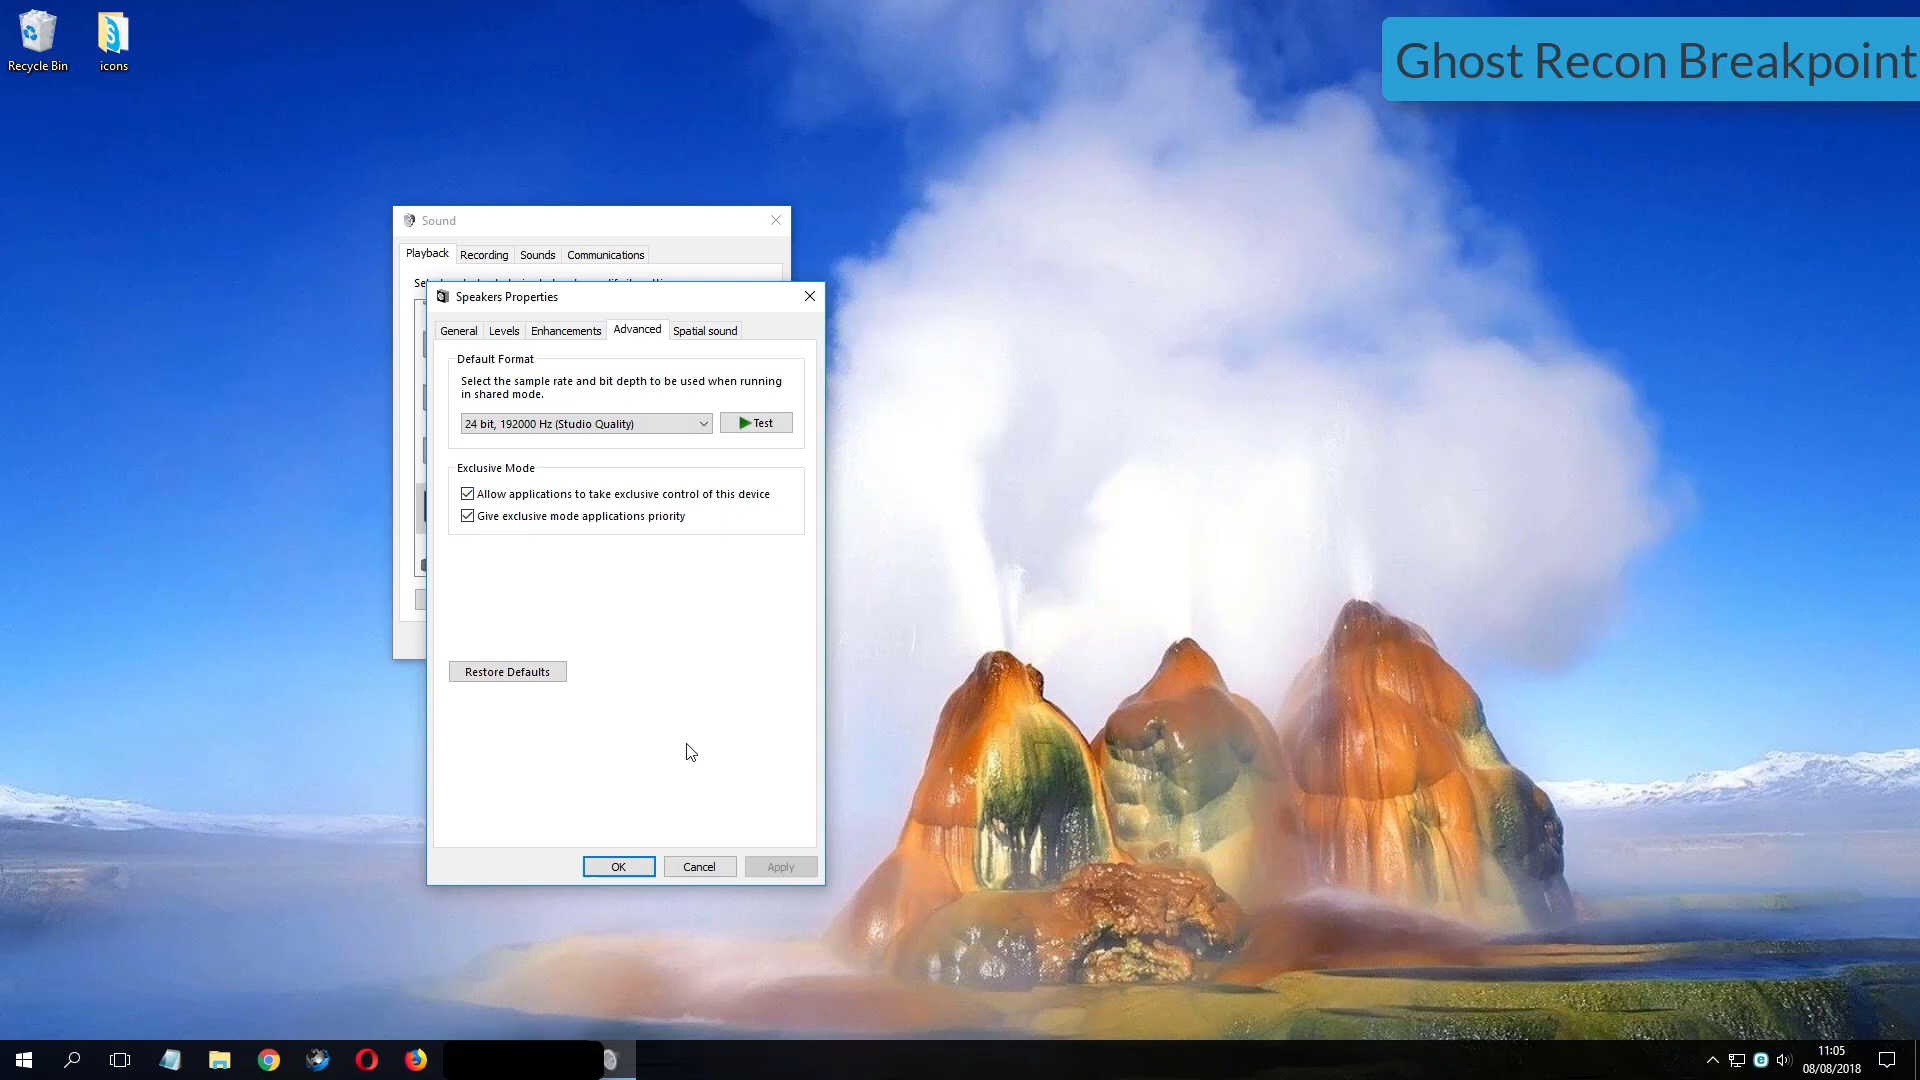 Recycle Bin
icons
Ghost Recon Breakpoint
Sound
Playback
Recording
Sounds
Communications
Speakers Properties
General
Levels
Enhancements
Advanced
Spatial sound
Default Format
Select the sample rate and bit depth to be used when running
in shared mode.
24 bit, 192000 Hz (Studio Quality)
Test
Exclusive Mode
Allow applications to take exclusive control of this device
Give exclusive mode applications priority
Restore Defaults
OK
Cancel
Apply
11:05
08/08/2018